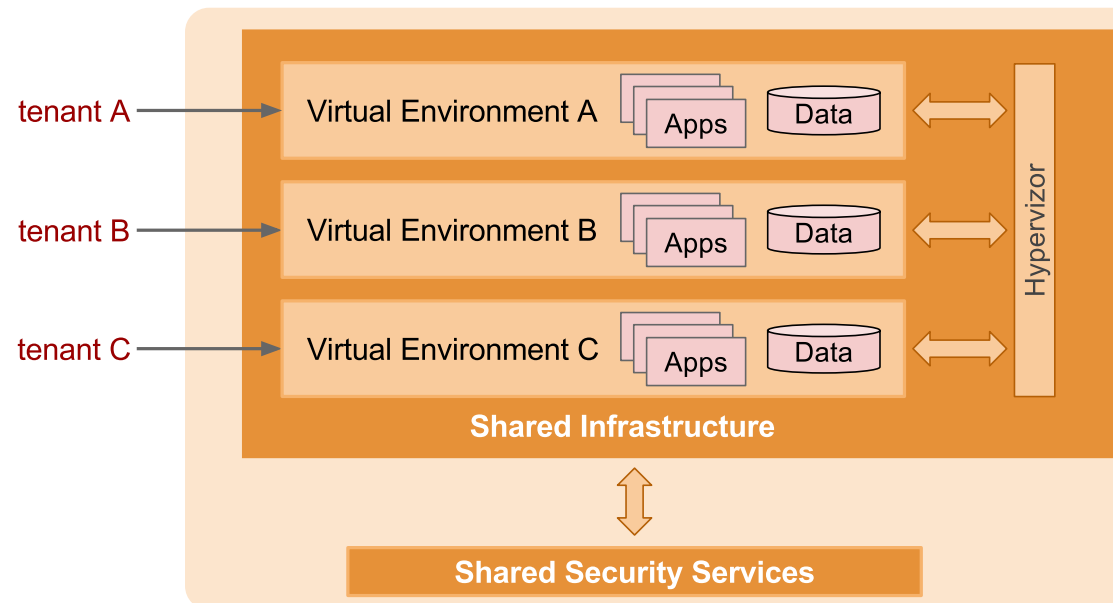 tenant A
Virtual Environment A
Apps
Data
tenant B
Virtual Environment B
Apps
Data
tenant C
Virtual Environment C
Apps
Data
Hypervizor
Shared Infrastructure
Shared Security Services